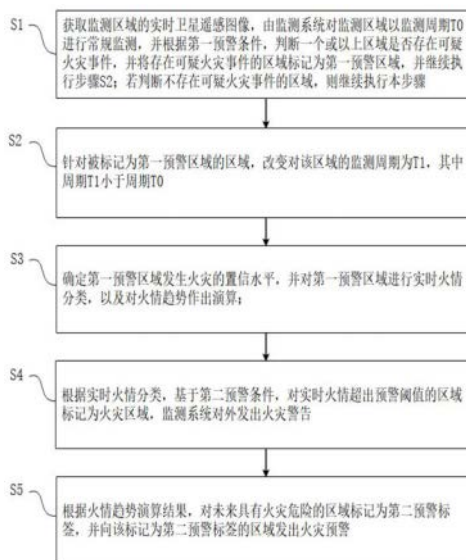 S1
获取监测区域的实时卫星遥感图像，由监测系统对监测区域以监测周期T0
进行常规监测，并根据第一预警条件，判断一个或以上区域是否存在可疑
火灾事件，并将存在可疑火灾事件的区域标记为第一预警区域，并继续执
行步骤S2；若判断不存在可疑火灾事件的区域，则继续执行本步骤
S2
针对被标记为第一预警区域的区域，改变对该区域的监测周期为T1，其中
周期T1小于周期T0
S3
确定第一预警区域发生火灾的置信水平，并对第一预警区域进行实时火情
分类，以及对火情趋势作出演算；
S4
根据实时火情分类，基于第二预警条件，对实时火情超出预警阈值的区域
标记为火灾区域，监测系统对外发出火灾警告
S5
根据火情趋势演算结果，对未来具有火灾危险的区域标记为第二预警标
签，并向该标记为第二预警标签的区域发出火灾预警